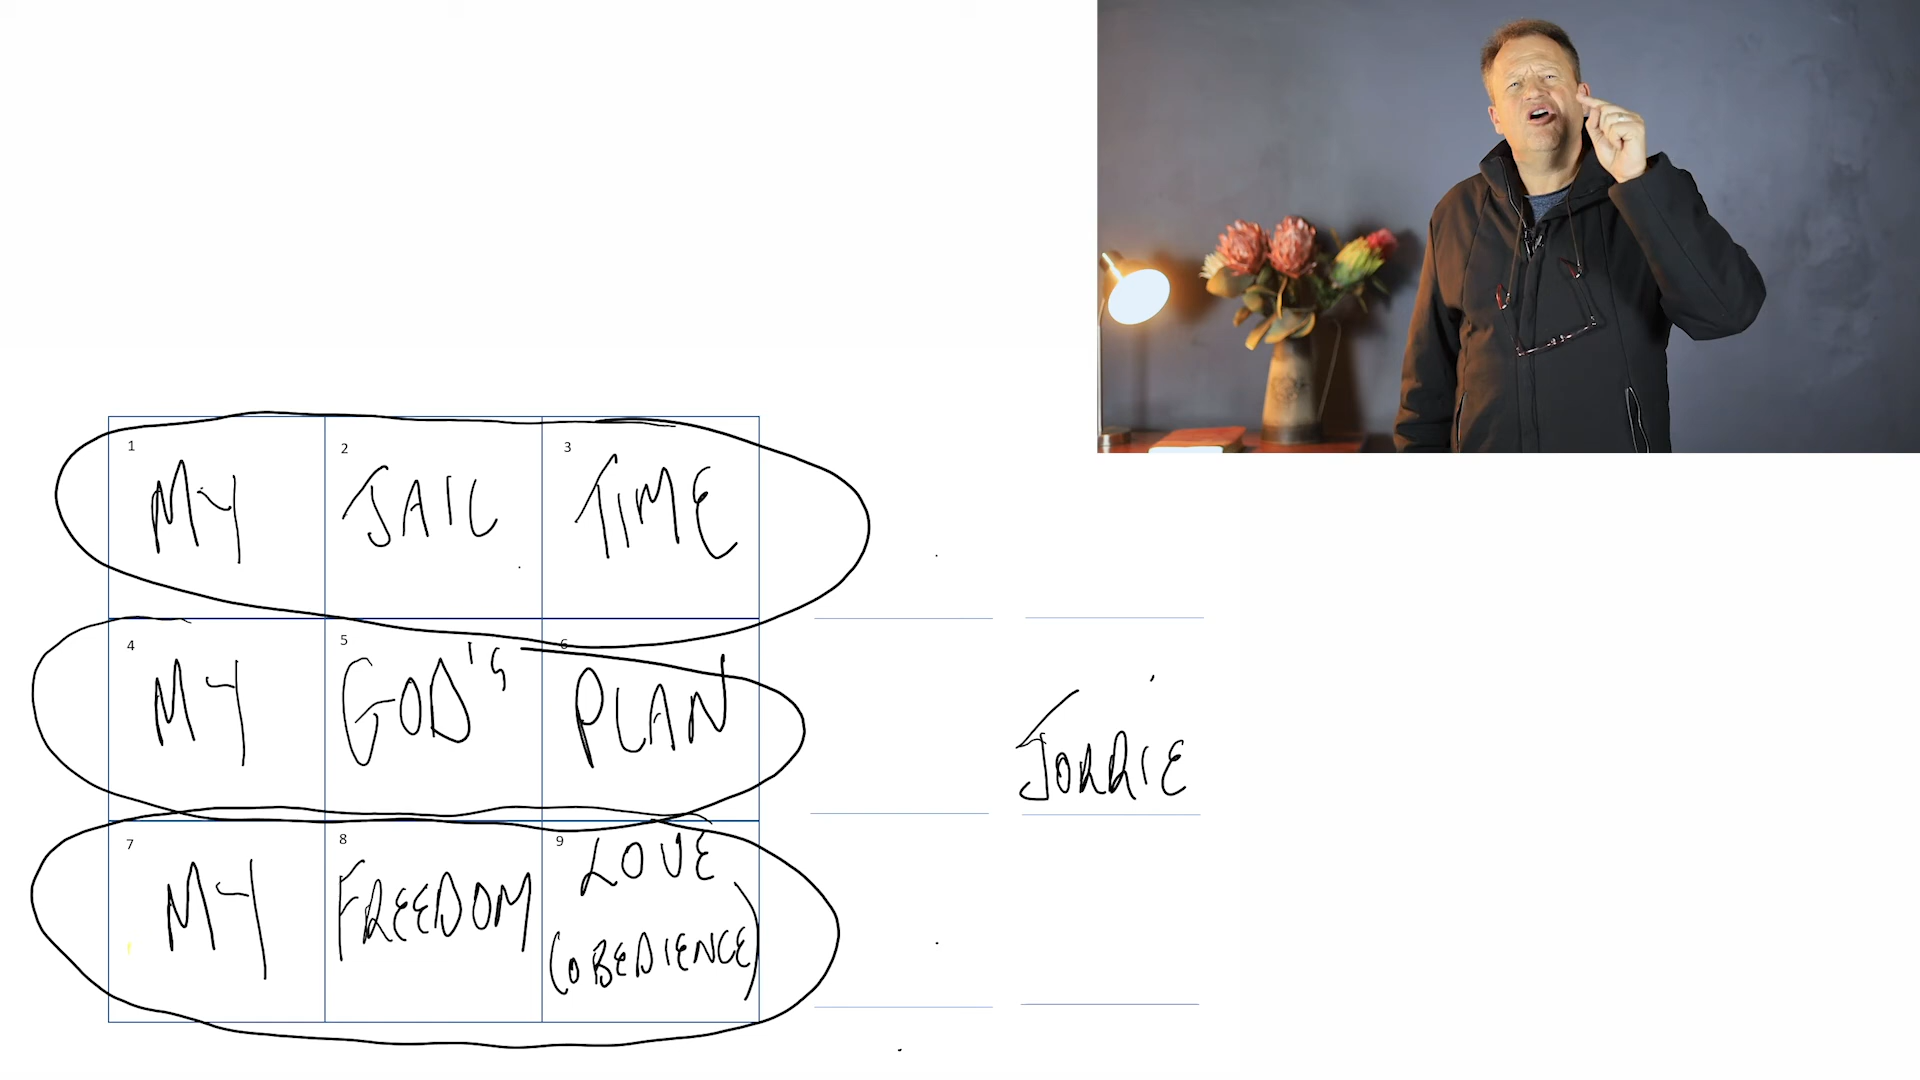 1 2 3
MY JAIL TIME
4 5 6
MY GOD'S PLAN
JORRIE
7 8 9
MY FREEDOM LOVE
(OBEDIENCE)